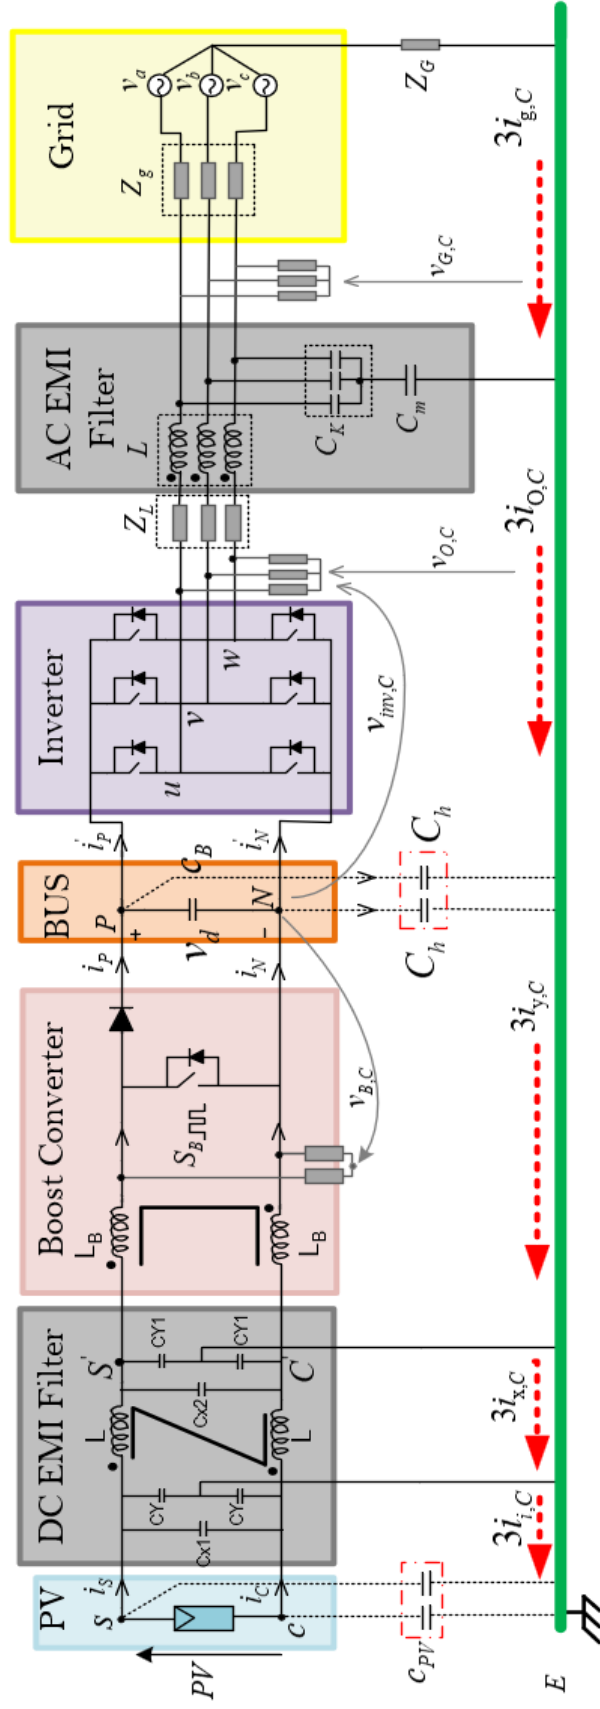 PV
DC EMI Filter
Boost Converter
BUS
Inverter
AC EMI
Filter
Grid
PV
S
i_S
c
i_C
c_PV
E
Cx1
CY
CY
L
L
Cx2
S'
CY1
CY1
C'
L_B
L_B
S_B
v_B,C
i_P
i_N
P
+
v_d
-
N
c_B
i'_P
i'_N
C_h
C_h
u
v
w
v_inv,C
v_O,C
Z_L
L
C_K
C_m
v_G,C
Z_g
v_a
v_b
v_c
Z_G
3i_i,C
3i_x,C
3i_y,C
3i_O,C
3i_g,C